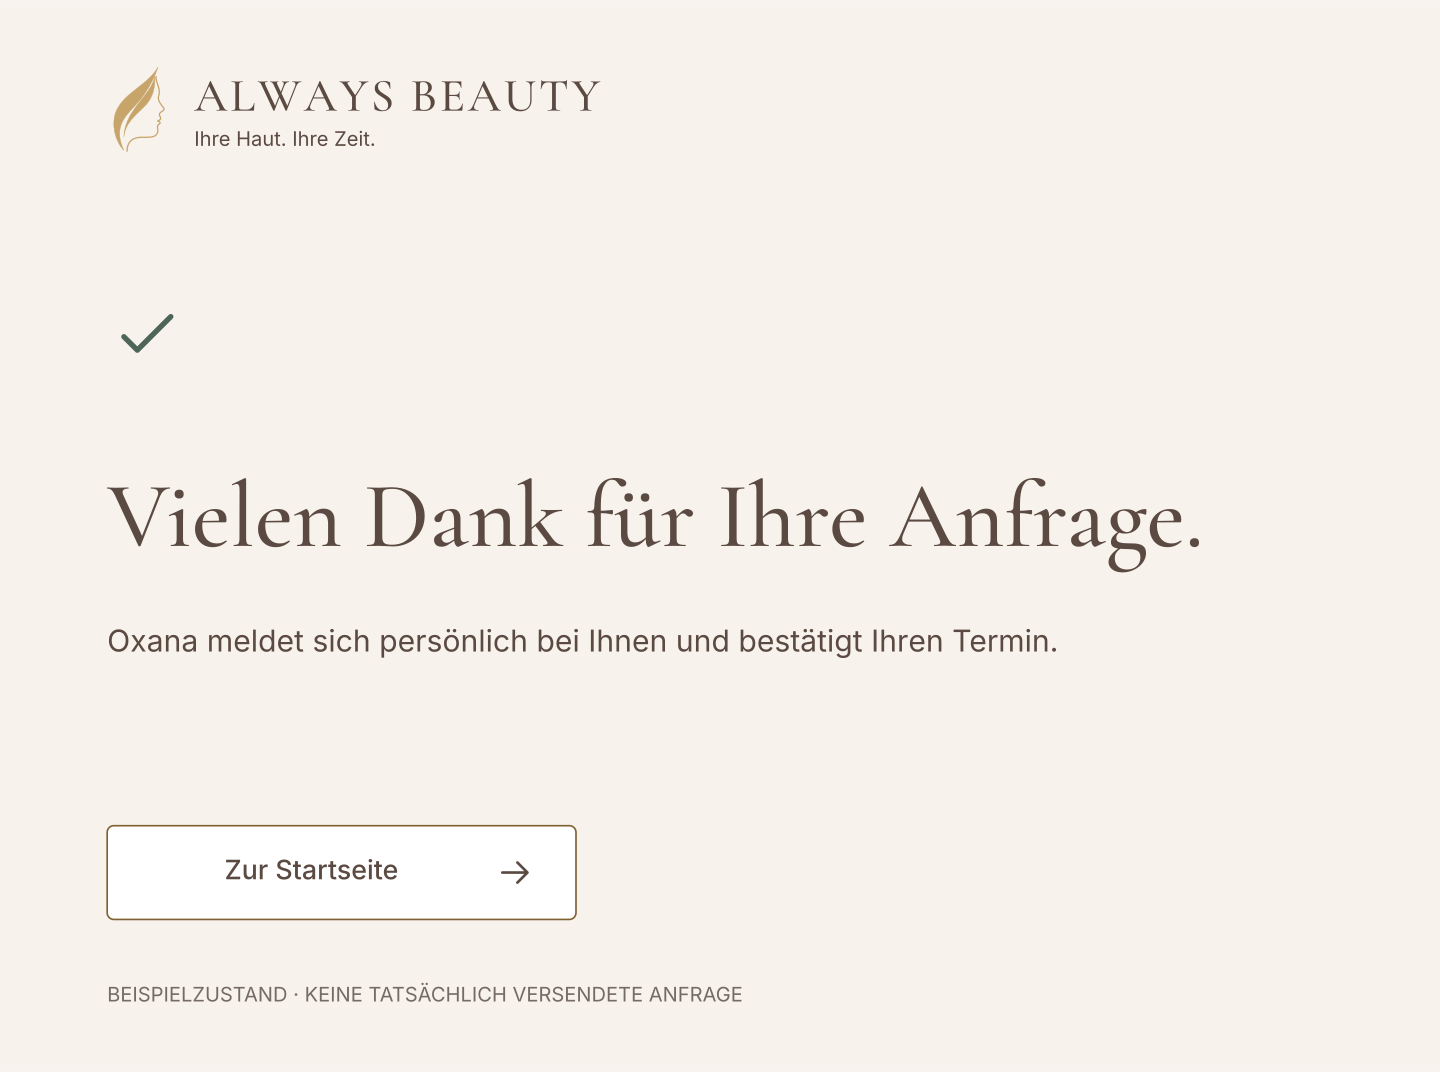 ALWAYS BEAUTY
Ihre Haut. Ihre Zeit.
Vielen Dank für Ihre Anfrage.
Oxana meldet sich persönlich bei Ihnen und bestätigt Ihren Termin.
Zur Startseite
BEISPIELZUSTAND · KEINE TATSÄCHLICH VERSENDETE ANFRAGE